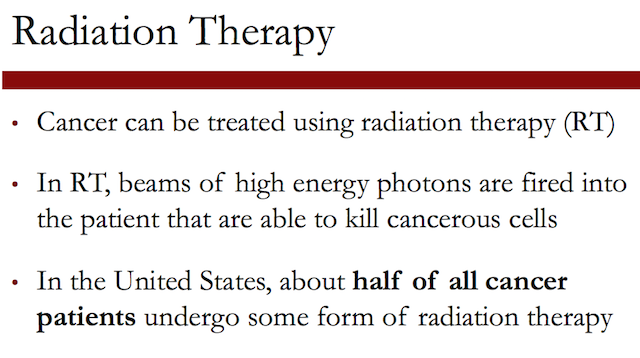 Radiation Therapy
• Cancer can be treated using radiation therapy (RT)
• In RT, beams of high energy photons are fired into
the patient that are able to kill cancerous cells
• In the United States, about half of all cancer
patients undergo some form of radiation therapy